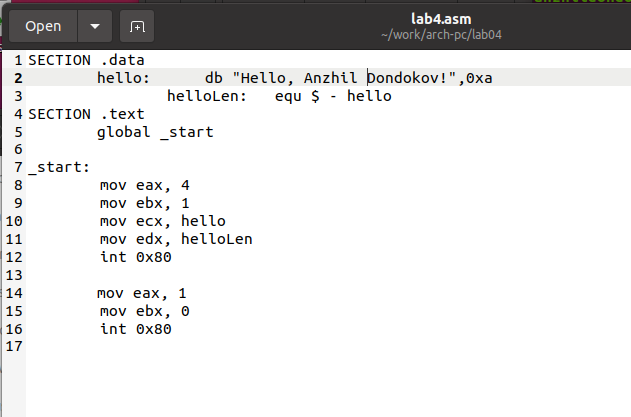 Open
lab4.asm
~/work/arch-pc/lab04
1 SECTION .data
2 hello: db "Hello, Anzhil Dondokov!",0xa
3 helloLen: equ $ - hello
4 SECTION .text
5 global _start
6
7 _start:
8 mov eax, 4
9 mov ebx, 1
10 mov ecx, hello
11 mov edx, helloLen
12 int 0x80
13
14 mov eax, 1
15 mov ebx, 0
16 int 0x80
17